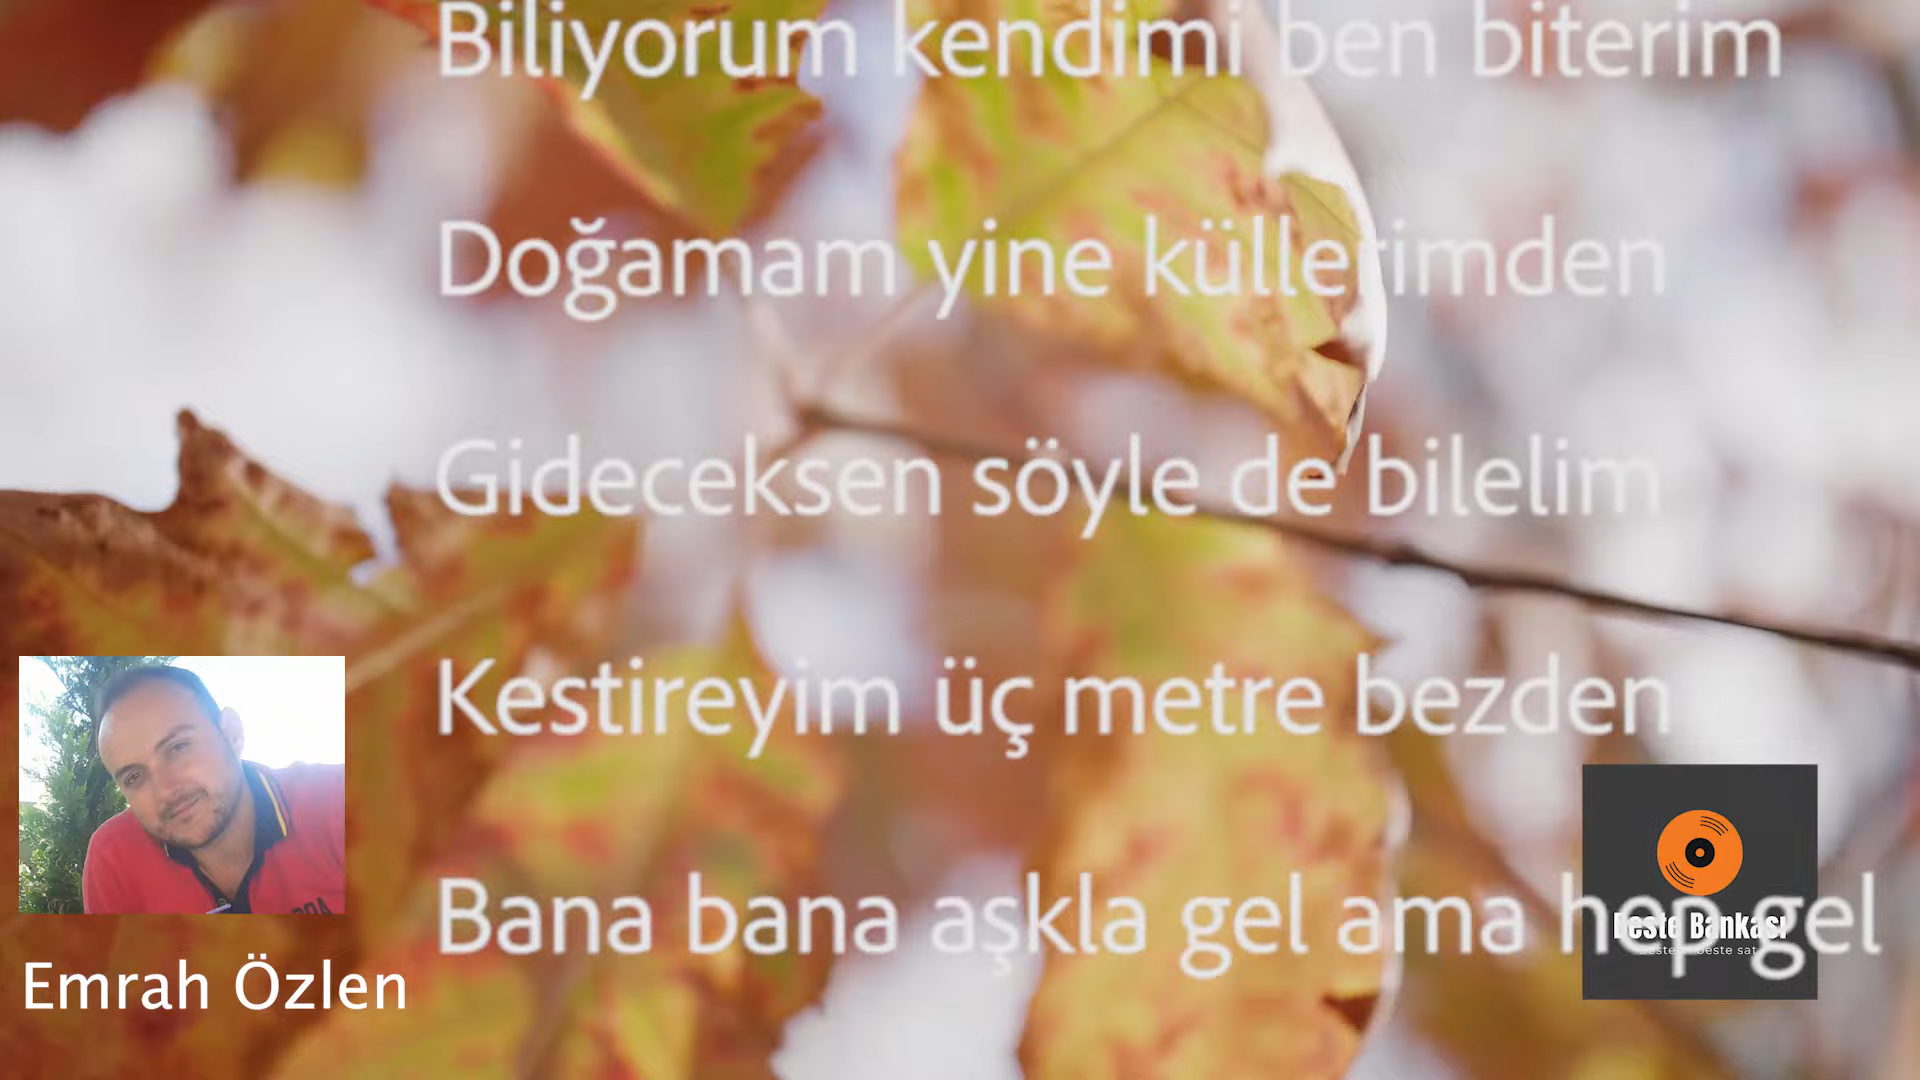 Biliyorum kendimi ben biterim
Doğamam yine küllerimden
Gideceksen söyle de bilelim
Kestireyim üç metre bezden
Bana bana aşkla gel ama hep gel
Beste Bankası
Emrah Özlen